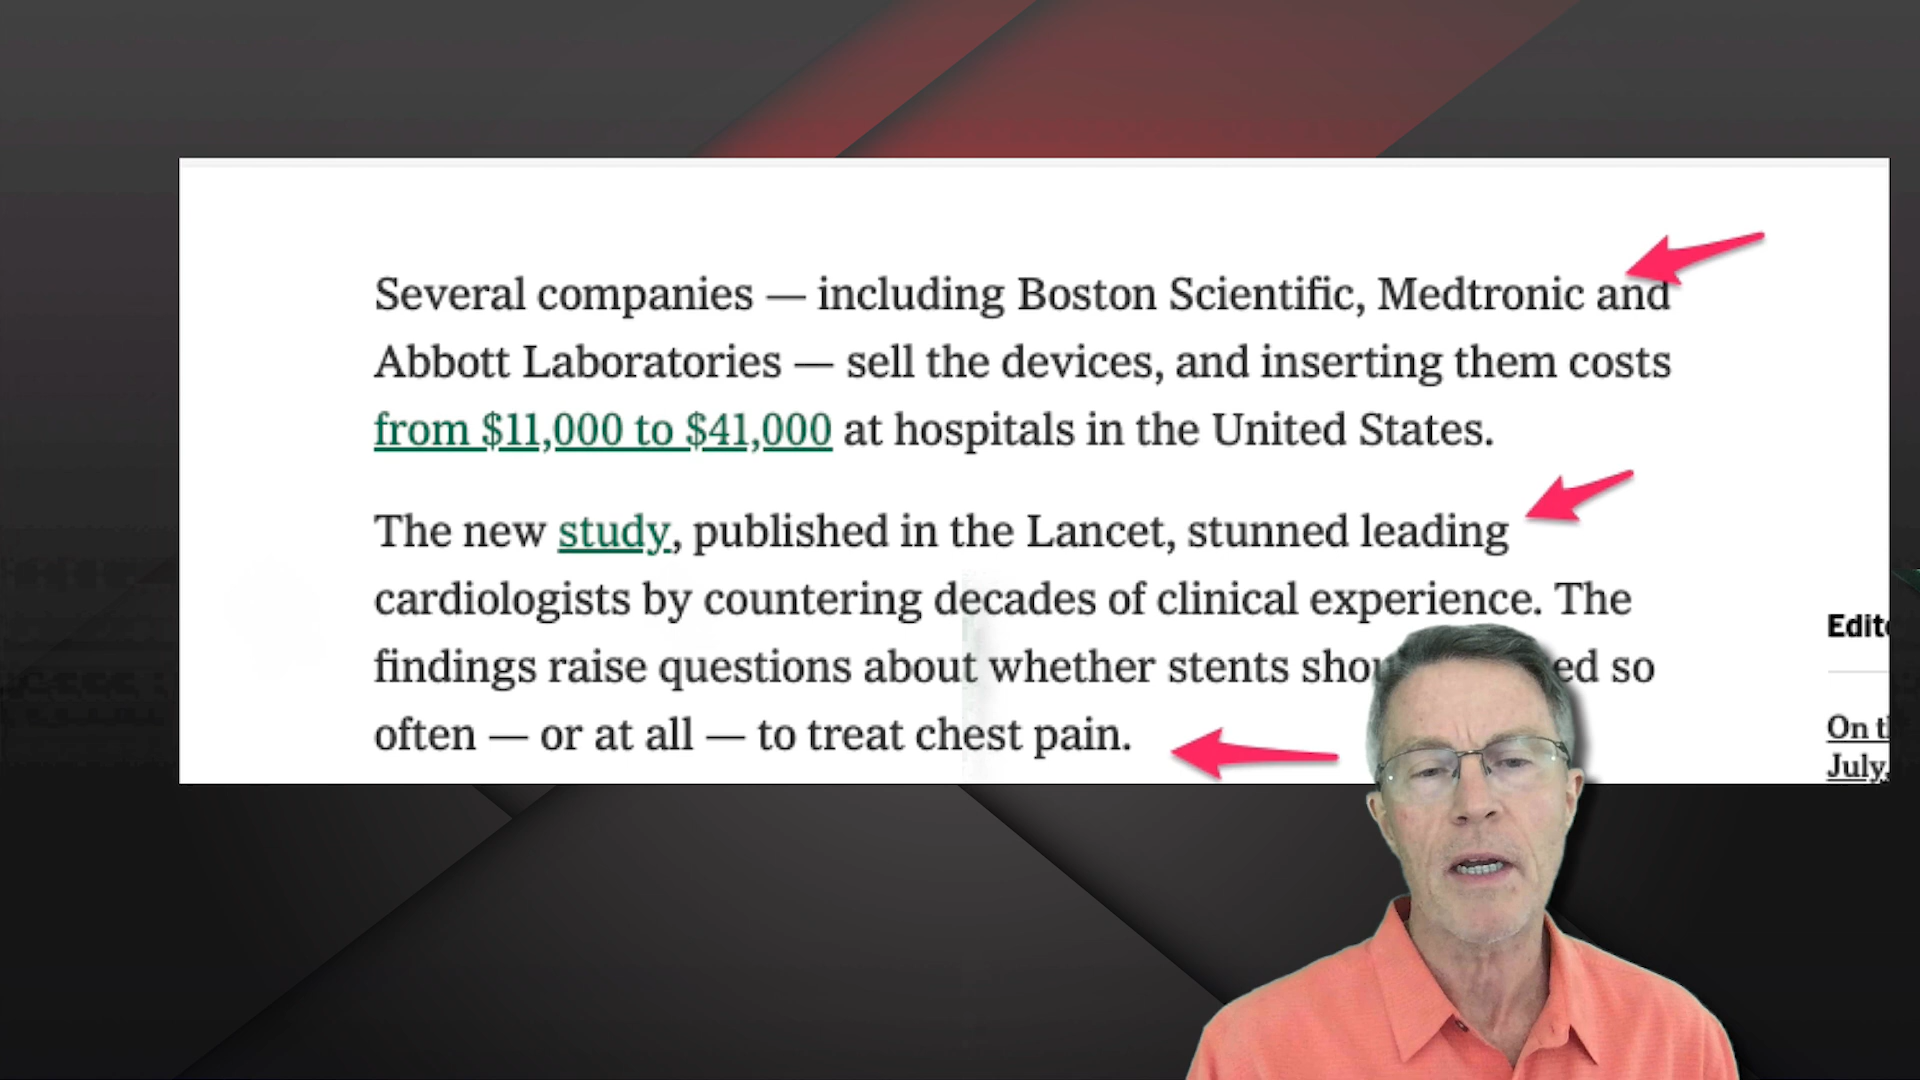 Several companies — including Boston Scientific, Medtronic and
Abbott Laboratories — sell the devices, and inserting them costs
from $11,000 to $41,000 at hospitals in the United States.
The new study, published in the Lancet, stunned leading
cardiologists by countering decades of clinical experience. The
findings raise questions about whether stents so
often — or at all — to treat chest pain.
On
July,